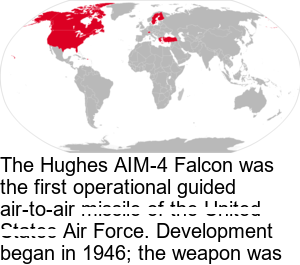 The Hughes AIM-4 Falcon was
the first operational guided
air-to-air missile of the United
States Air Force. Development
began in 1946; the weapon was